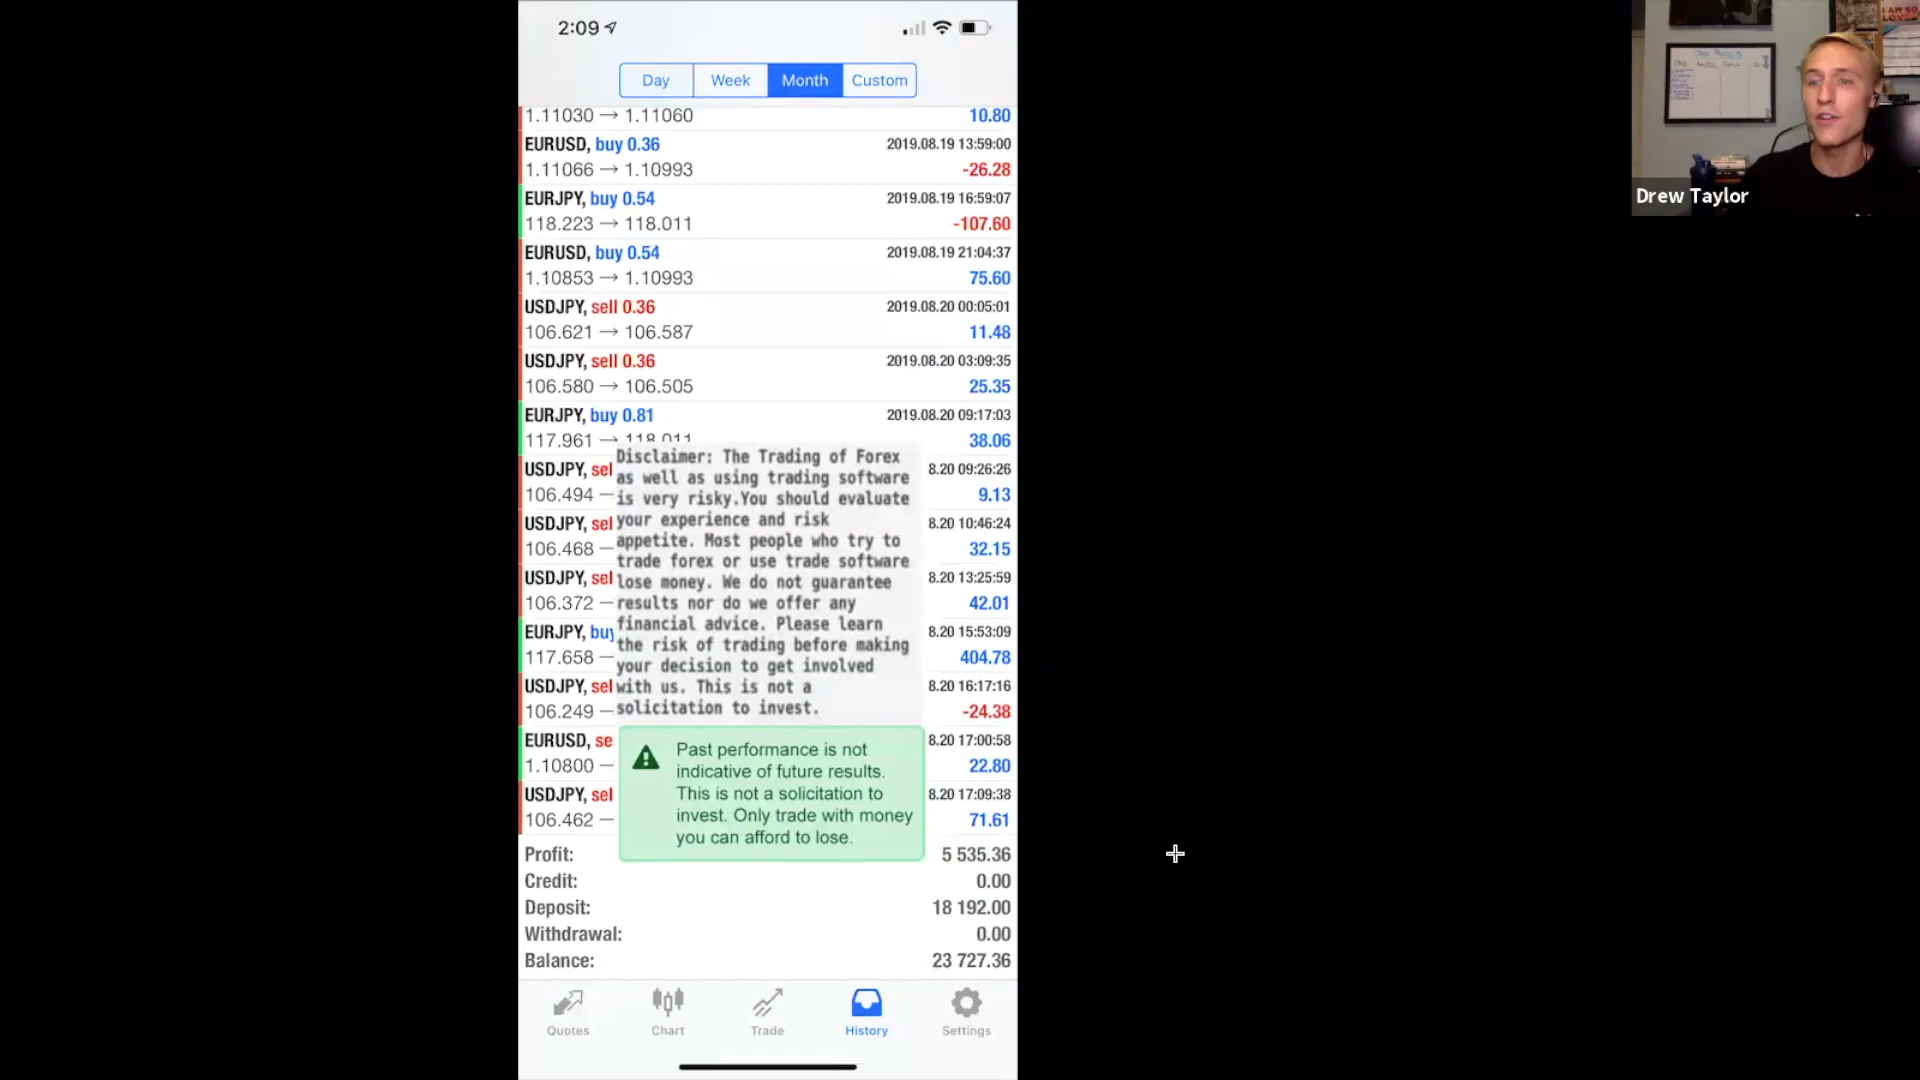 2:09
Day Week Month Custom
1.11030 → 1.11060 10.80
EURUSD, buy 0.36 2019.08.19 13:59:00
1.11066 → 1.10993 -26.28
EURJPY, buy 0.54 2019.08.19 16:59:07
118.223 → 118.011 -107.60
EURUSD, buy 0.54 2019.08.19 21:04:37
1.10853 → 1.10993 75.60
USDJPY, sell 0.36 2019.08.20 00:05:01
106.621 → 106.587 11.48
USDJPY, sell 0.36 2019.08.20 03:09:35
106.580 → 106.505 25.35
EURJPY, buy 0.81 2019.08.20 09:17:03
117.961 → 118.011 38.06
USDJPY, sel 8.20 09:26:26
106.494 9.13
USDJPY, sel 8.20 10:46:24
106.468 32.15
USDJPY, sel 8.20 13:25:59
106.372 42.01
EURJPY, buy 8.20 15:53:09
117.658 404.78
USDJPY, sel 8.20 16:17:16
106.249 -24.38
EURUSD, se 8.20 17:00:58
1.10800 22.80
USDJPY, sel 8.20 17:09:38
106.462 71.61
Disclaimer: The Trading of Forex
as well as using trading software
is very risky.You should evaluate
your experience and risk
appetite. Most people who try to
trade forex or use trade software
lose money. We do not guarantee
results nor do we offer any
financial advice. Please learn
the risk of trading before making
your decision to get involved
with us. This is not a
solicitation to invest.
Past performance is not
indicative of future results.
This is not a solicitation to
invest. Only trade with money
you can afford to lose.
Profit: 5 535.36
Credit: 0.00
Deposit: 18 192.00
Withdrawal: 0.00
Balance: 23 727.36
Quotes Chart Trade History Settings
Drew Taylor
I AM SO